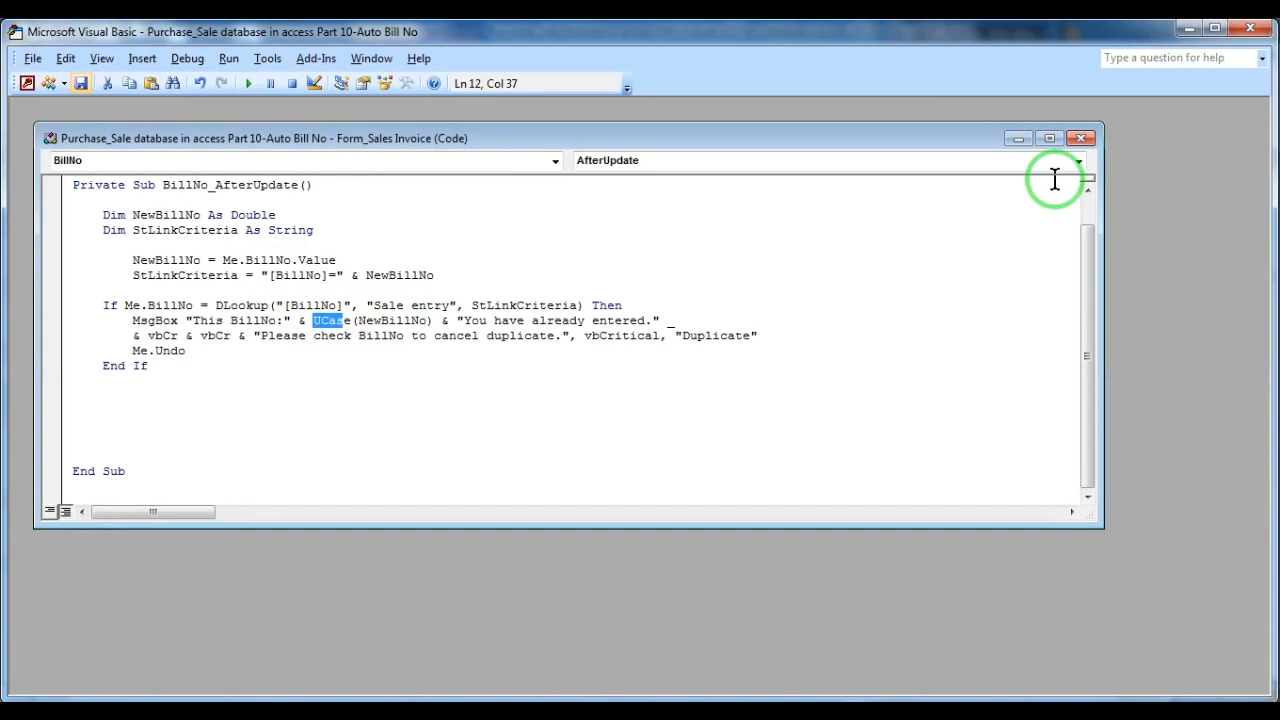 Microsoft Visual Basic - Purchase_Sale database in access Part 10-Auto Bill No
File Edit View Insert Debug Run Tools Add-Ins Window Help
Type a question for help
Ln 12, Col 37
Purchase_Sale database in access Part 10-Auto Bill No - Form_Sales Invoice (Code)
BillNo AfterUpdate
Private Sub BillNo_AfterUpdate()
Dim NewBillNo As Double
Dim StLinkCriteria As String
NewBillNo = Me.BillNo.Value
StLinkCriteria = "[BillNo]=" & NewBillNo
If Me.BillNo = DLookup("[BillNo]", "Sale entry", StLinkCriteria) Then
MsgBox "This BillNo:" & UCase(NewBillNo) & "You have already entered." _
& vbCr & vbCr & "Please check BillNo to cancel duplicate.", vbCritical, "Duplicate"
Me.Undo
End If
End Sub